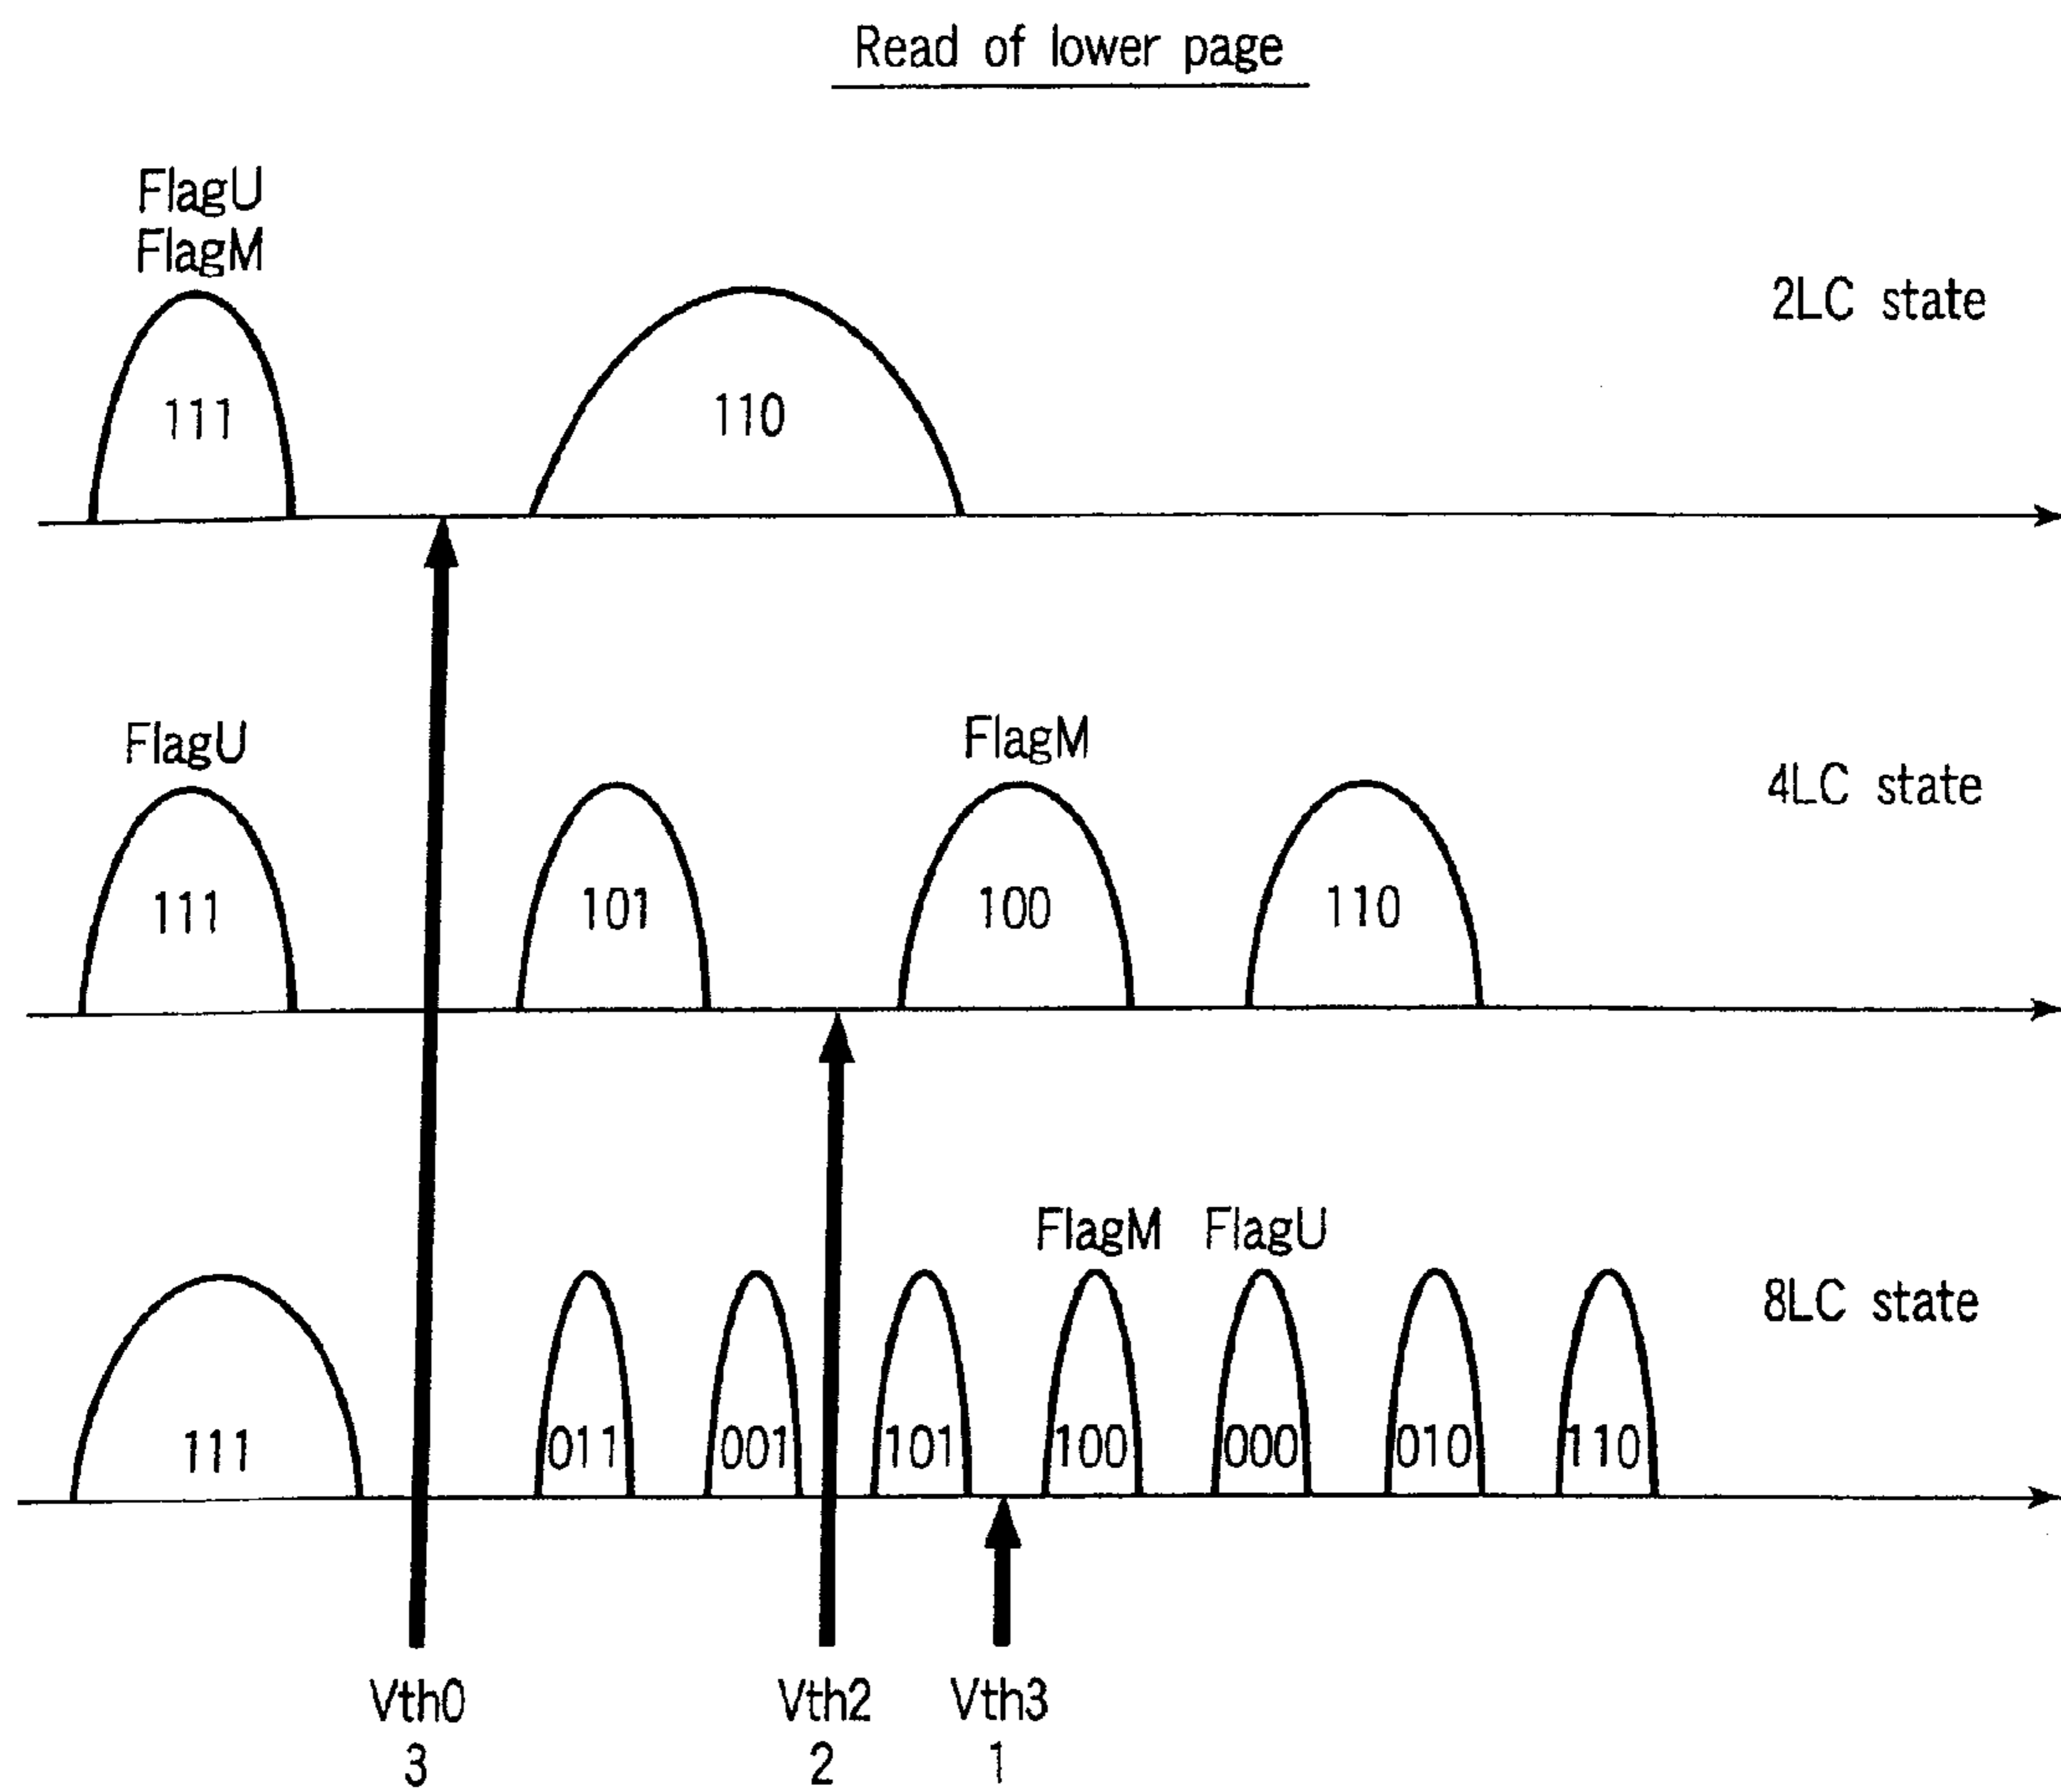 Read of lower page
FlagU
FlagM
2LC state
111
110
FlagU
FlagM
4LC state
111
101
100
110
FlagM FlagU
8LC state
111
011
001
101
100
000
010
110
Vth0
Vth2
Vth3
3
2
1